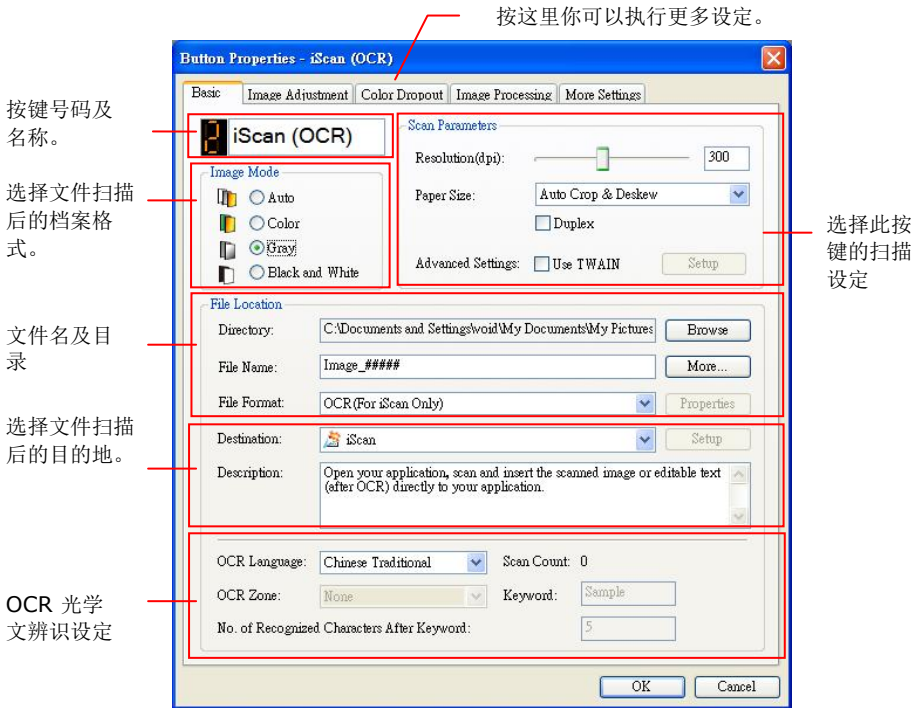 按这里你可以执行更多设定。
Button Properties - iScan (OCR)
Basic Image Adjustment Color Dropout Image Processing More Settings
按键号码及
名称。
2 iScan (OCR)
Scan Parameters
Resolution(dpi): 300
Paper Size: Auto Crop & Deskew
Duplex
Advanced Settings: Use TWAIN Setup
选择此按
键的扫描
设定
选择文件扫描
后的档案格
式。
Image Mode
Auto
Color
Gray
Black and White
文件名及目
录
File Location
Directory: C:\Documents and Settings\void\My Documents\My Pictures Browse
File Name: Image_##### More...
File Format: OCR(For iScan Only) Properties
选择文件扫描
后的目的地。
Destination: iScan Setup
Description: Open your application, scan and insert the scanned image or editable text
(after OCR) directly to your application.
OCR 光学
文辨识设定
OCR Language: Chinese Traditional Scan Count: 0
OCR Zone: None Keyword: Sample
No. of Recognized Characters After Keyword: 5
OK Cancel